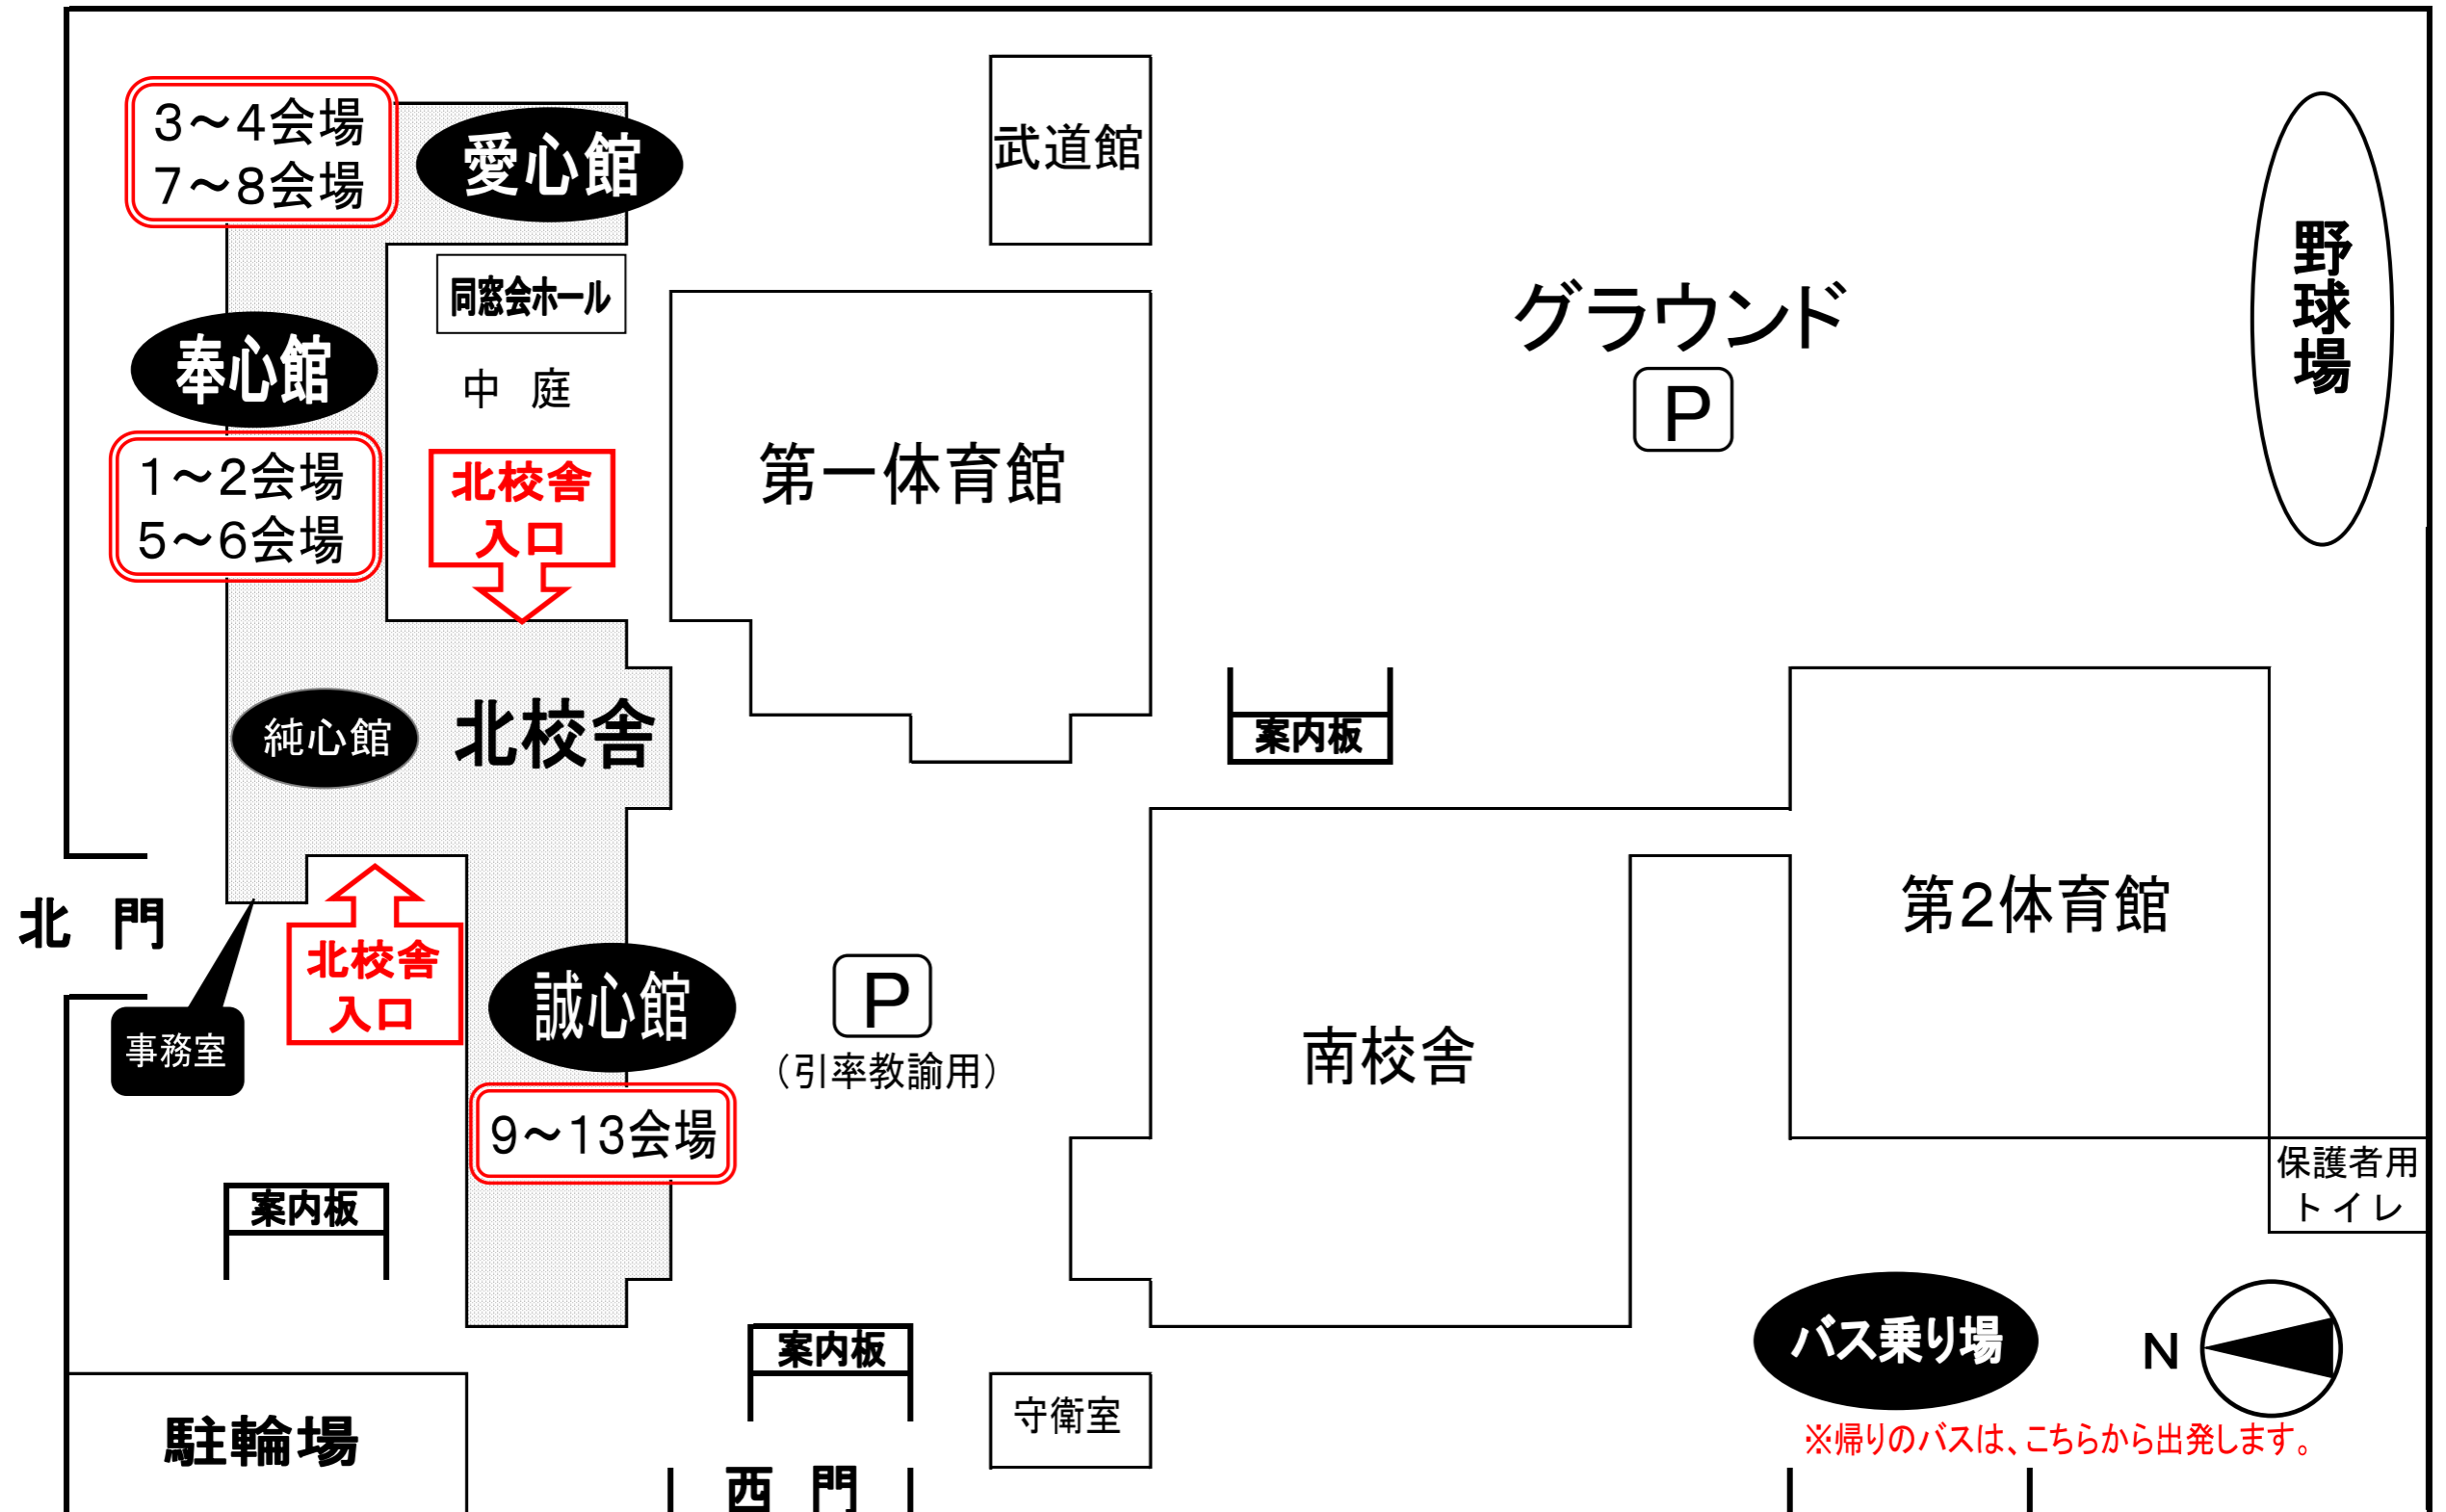 3～4会場
7～8会場
愛心館
武道館
野球場
同窓会ホール
グラウンド
P
奉心館
中　庭
1～2会場
5～6会場
北校舎
入口
第一体育館
純心館
北校舎
案内板
北　門
事務室
北校舎
入口
誠心館
P
（引率教諭用）
南校舎
第2体育館
9～13会場
保護者用
トイレ
案内板
案内板
守衛室
バス乗り場
N
※帰りのバスは、こちらから出発します。
駐輪場
西　門